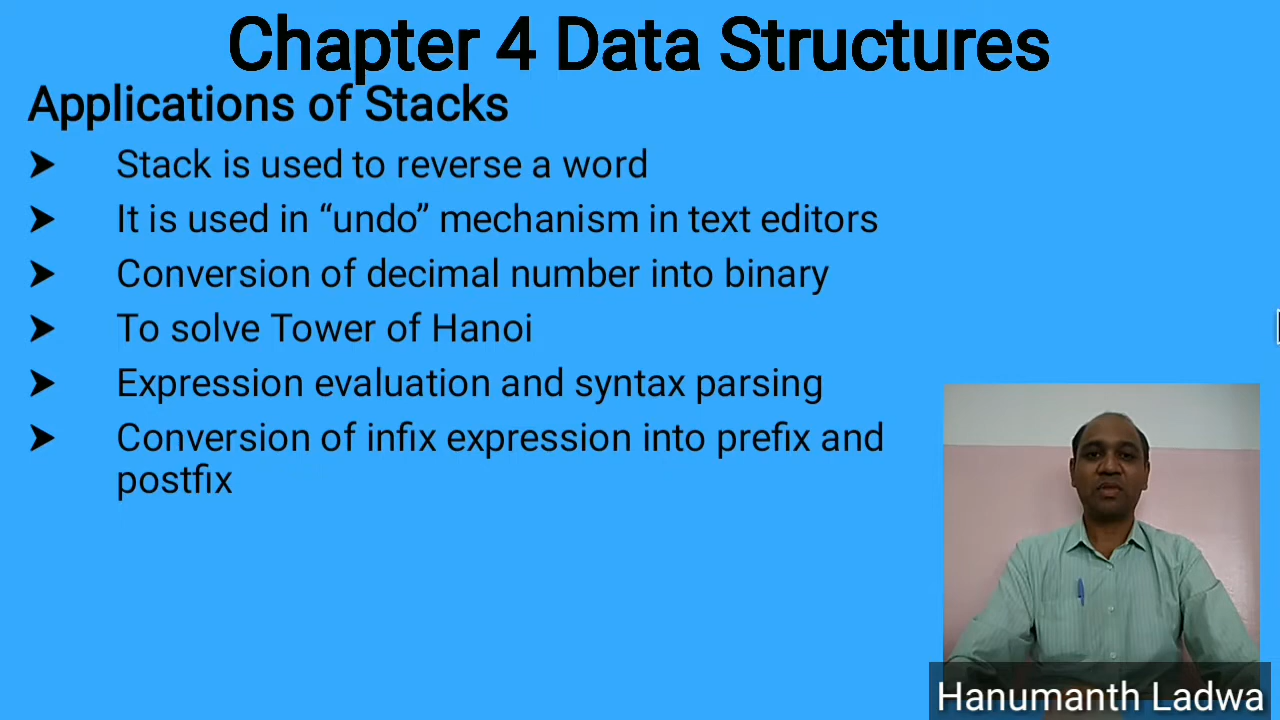 Chapter 4 Data Structures
Applications of Stacks
➤ Stack is used to reverse a word
➤ It is used in “undo” mechanism in text editors
➤ Conversion of decimal number into binary
➤ To solve Tower of Hanoi
➤ Expression evaluation and syntax parsing
➤ Conversion of infix expression into prefix and
postfix
Hanumanth Ladwa